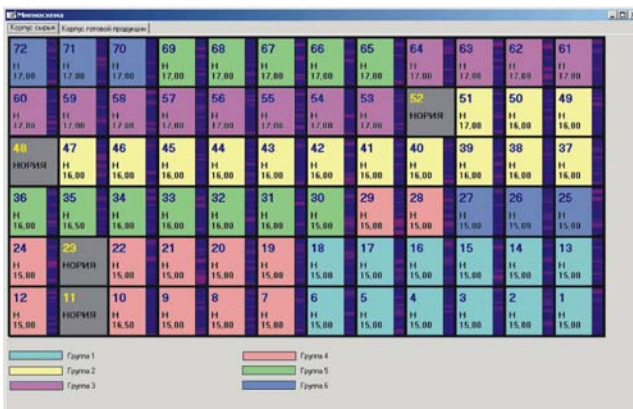 Мнемосхема
Корпус сырья Корпус готовой продукции
72 71 70 69 68 67 66 65 64 63 62 61
Н Н Н Н Н Н Н Н Н Н Н Н
17,00 17,00 17,00 17,00 17,00 17,00 17,00 17,00 17,00 17,00 17,00 17,00
60 59 58 57 56 55 54 53 52 51 50 49
Н Н Н Н Н Н Н Н НОРИЯ Н Н Н
17,00 17,00 17,00 17,00 17,00 17,00 17,00 17,00 17,00 16,00 16,00
48 47 46 45 44 43 42 41 40 39 38 37
НОРИЯ Н Н Н Н Н Н Н Н Н Н Н
16,00 16,00 16,00 16,00 16,00 16,00 16,00 16,00 16,00 16,00 16,00
36 35 34 33 32 31 30 29 28 27 26 25
Н Н Н Н Н Н Н Н Н Н Н Н
16,00 16,50 16,00 16,00 16,00 16,00 15,00 15,00 15,00 15,00 15,00 15,00
24 23 22 21 20 19 18 17 16 15 14 13
Н НОРИЯ Н Н Н Н Н Н Н Н Н Н
15,00 15,00 15,00 15,00 15,00 15,00 15,00 15,00 15,00 15,00 15,00
12 11 10 9 8 7 6 5 4 3 2 1
Н НОРИЯ Н Н Н Н Н Н Н Н Н Н
15,00 16,50 15,00 15,00 15,00 15,00 15,00 15,00 15,00 15,00 15,00
Группа 1 Группа 4
Группа 2 Группа 5
Группа 3 Группа 6